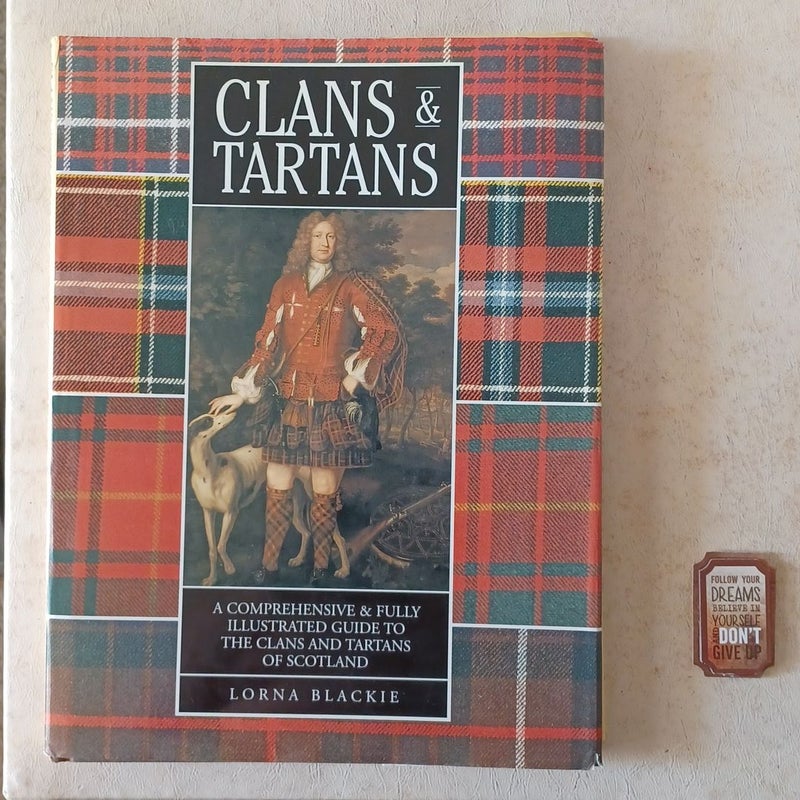 CLANS &
TARTANS
A COMPREHENSIVE & FULLY
ILLUSTRATED GUIDE TO
THE CLANS AND TARTANS
OF SCOTLAND
LORNA BLACKIE
FOLLOW YOUR
DREAMS
BELIEVE IN
YOURSELF
AND DON'T
GIVE UP